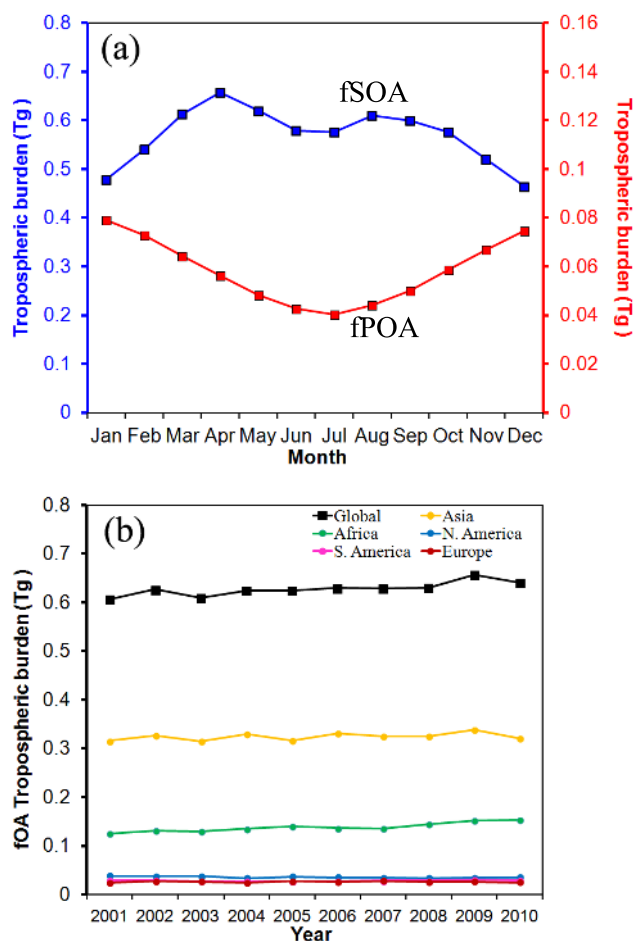 0.8
0.7
0.6
0.5
0.4
0.3
0.2
0.1
0
Tropospheric burden (Tg )
(a)
fSOA
fPOA
0.16
0.14
0.12
0.10
0.08
0.06
0.04
0.02
0.00
Tropospheric burden (Tg)
Jan Feb Mar Apr May Jun Jul Aug Sep Oct Nov Dec
Month
0.8
0.7
0.6
0.5
0.4
0.3
0.2
0.1
0
fOA Tropospheric burden (Tg)
(b)
Global Asia
Africa N. America
S. America Europe
2001 2002 2003 2004 2005 2006 2007 2008 2009 2010
Year